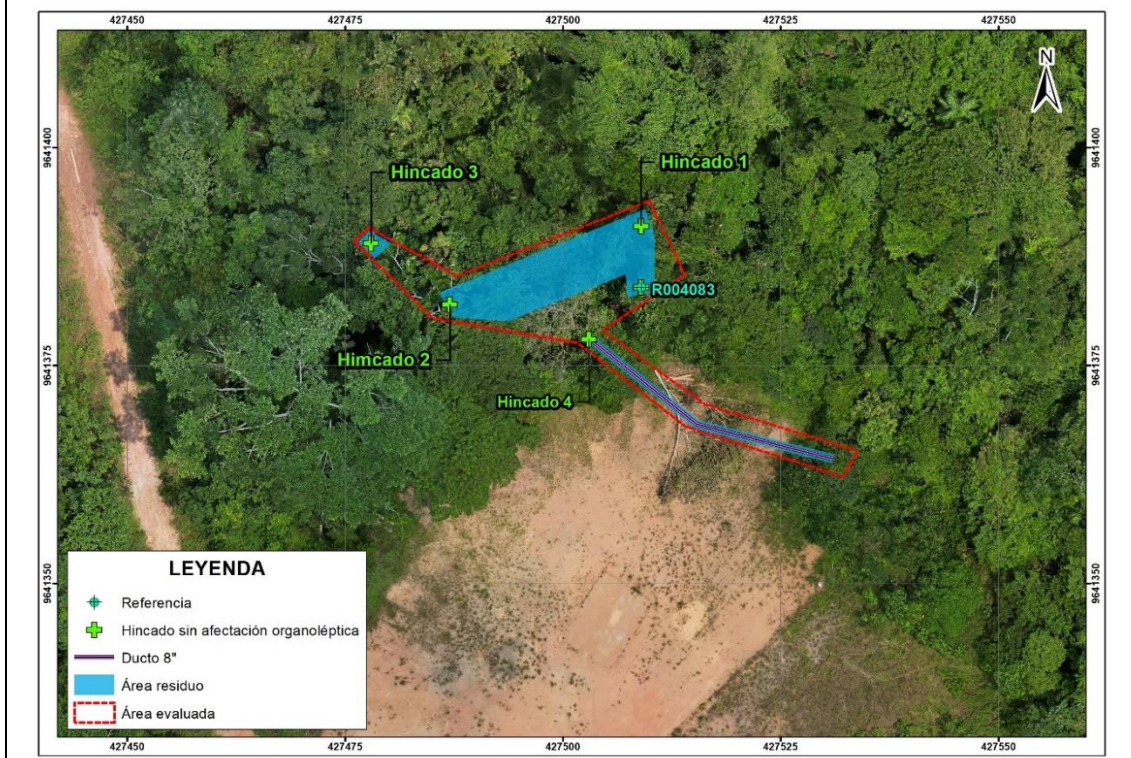 427450 427475 427500 427525 427550
N
9641400 9641400
Hincado 1
Hincado 3
R004083
Himcado 2
9641375 9641375
Hincado 4
LEYENDA
Referencia
Hincado sin afectación organoléptica
Ducto 8"
Área residuo
Área evaluada
9641350 9641350
427450 427475 427500 427525 427550